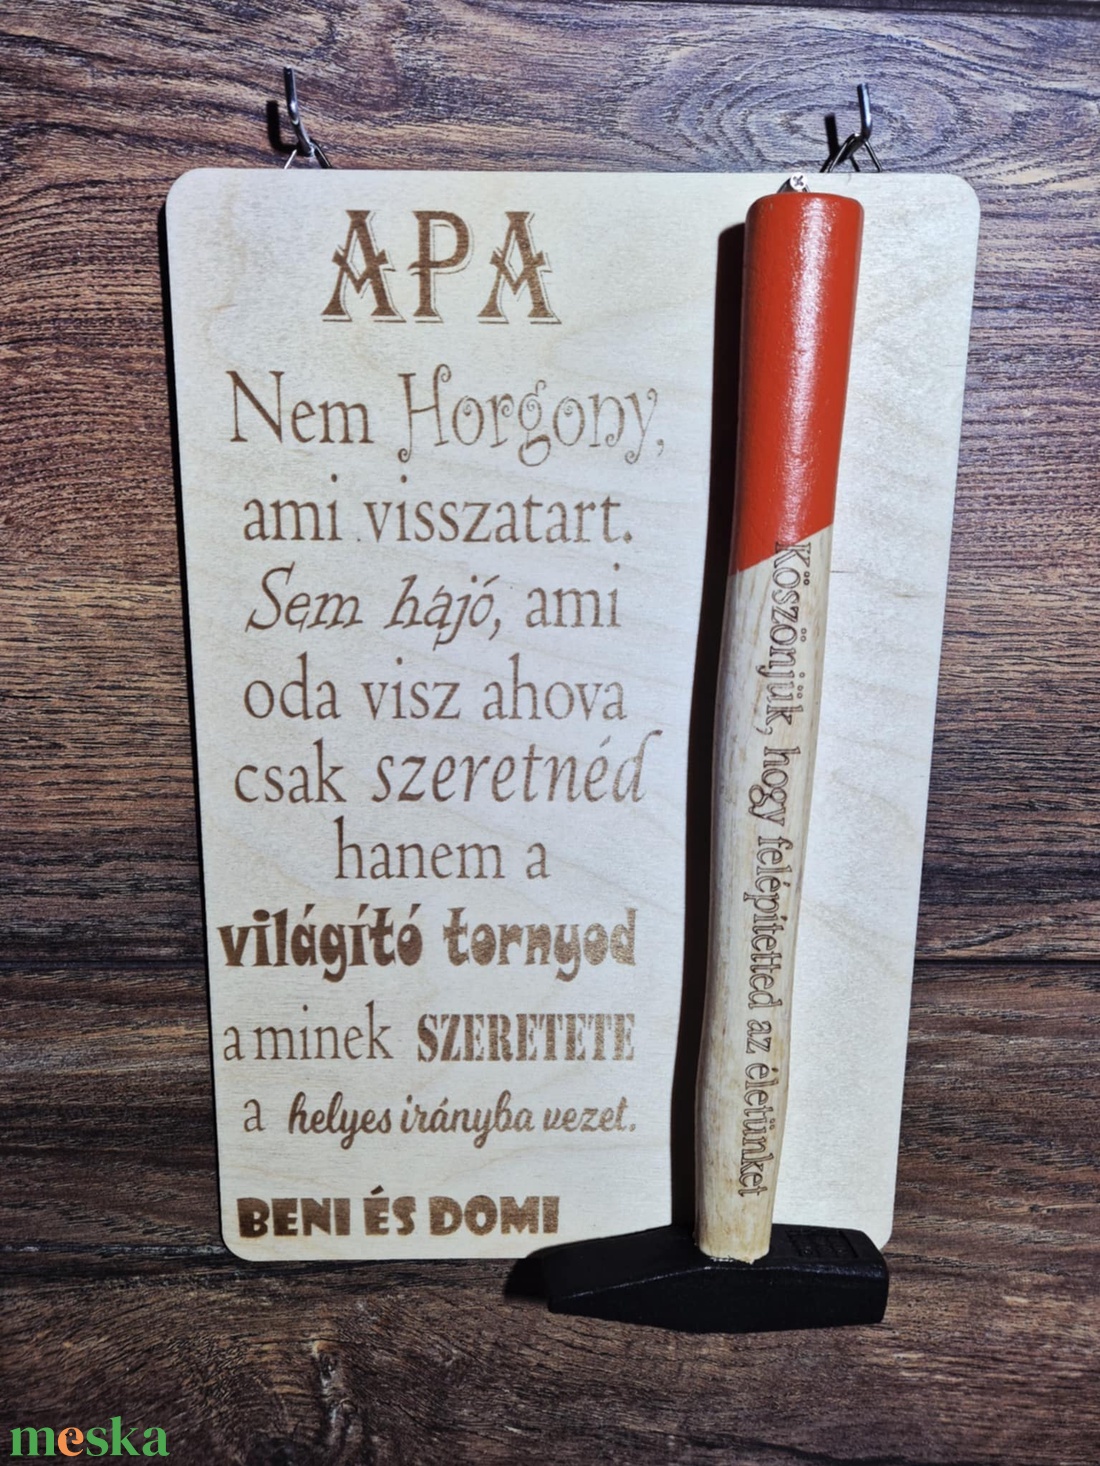 APA
Nem Horgony,
ami visszatart.
Sem hajó, ami
oda visz ahova
csak szeretnéd
hanem a
világító tornyod
aminek SZERETETE
a helyes irányba vezet.
BENI ÉS DOMI
Köszönjük, hogy felépítetted az életünket
meska